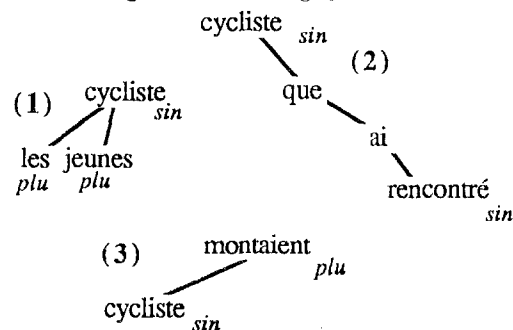 cycliste sin
(2)
(1) cycliste sin
que
ai
les jeunes
plu plu
rencontré sin
(3) montaient plu
cycliste sin